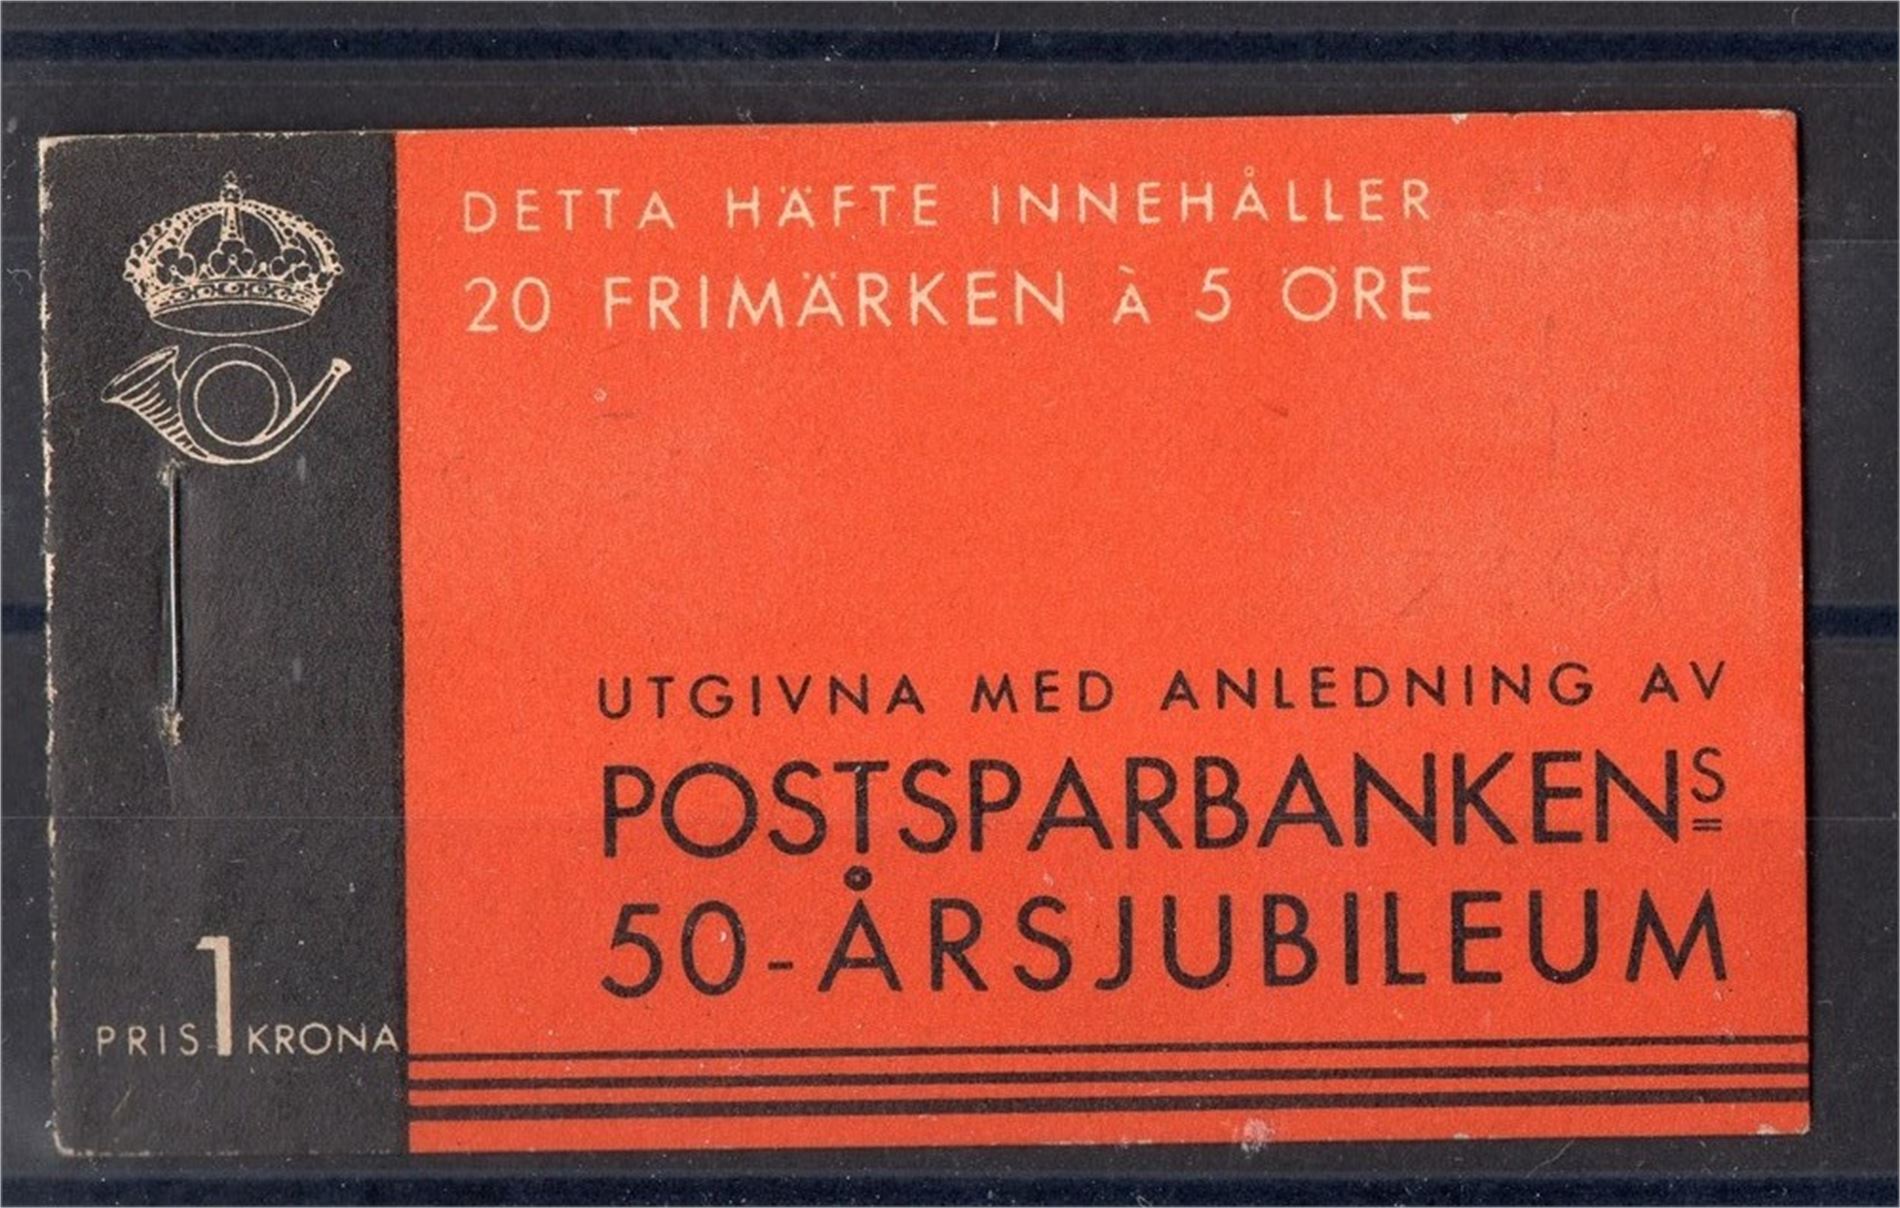 DETTA HÄFTE INNEHÅLLER
20 FRIMÄRKEN À 5 ÖRE
UTGIVNA MED ANLEDNING AV
POSTSPARBANKENS
50-ÅRSJUBILEUM
PRIS 1 KRONA